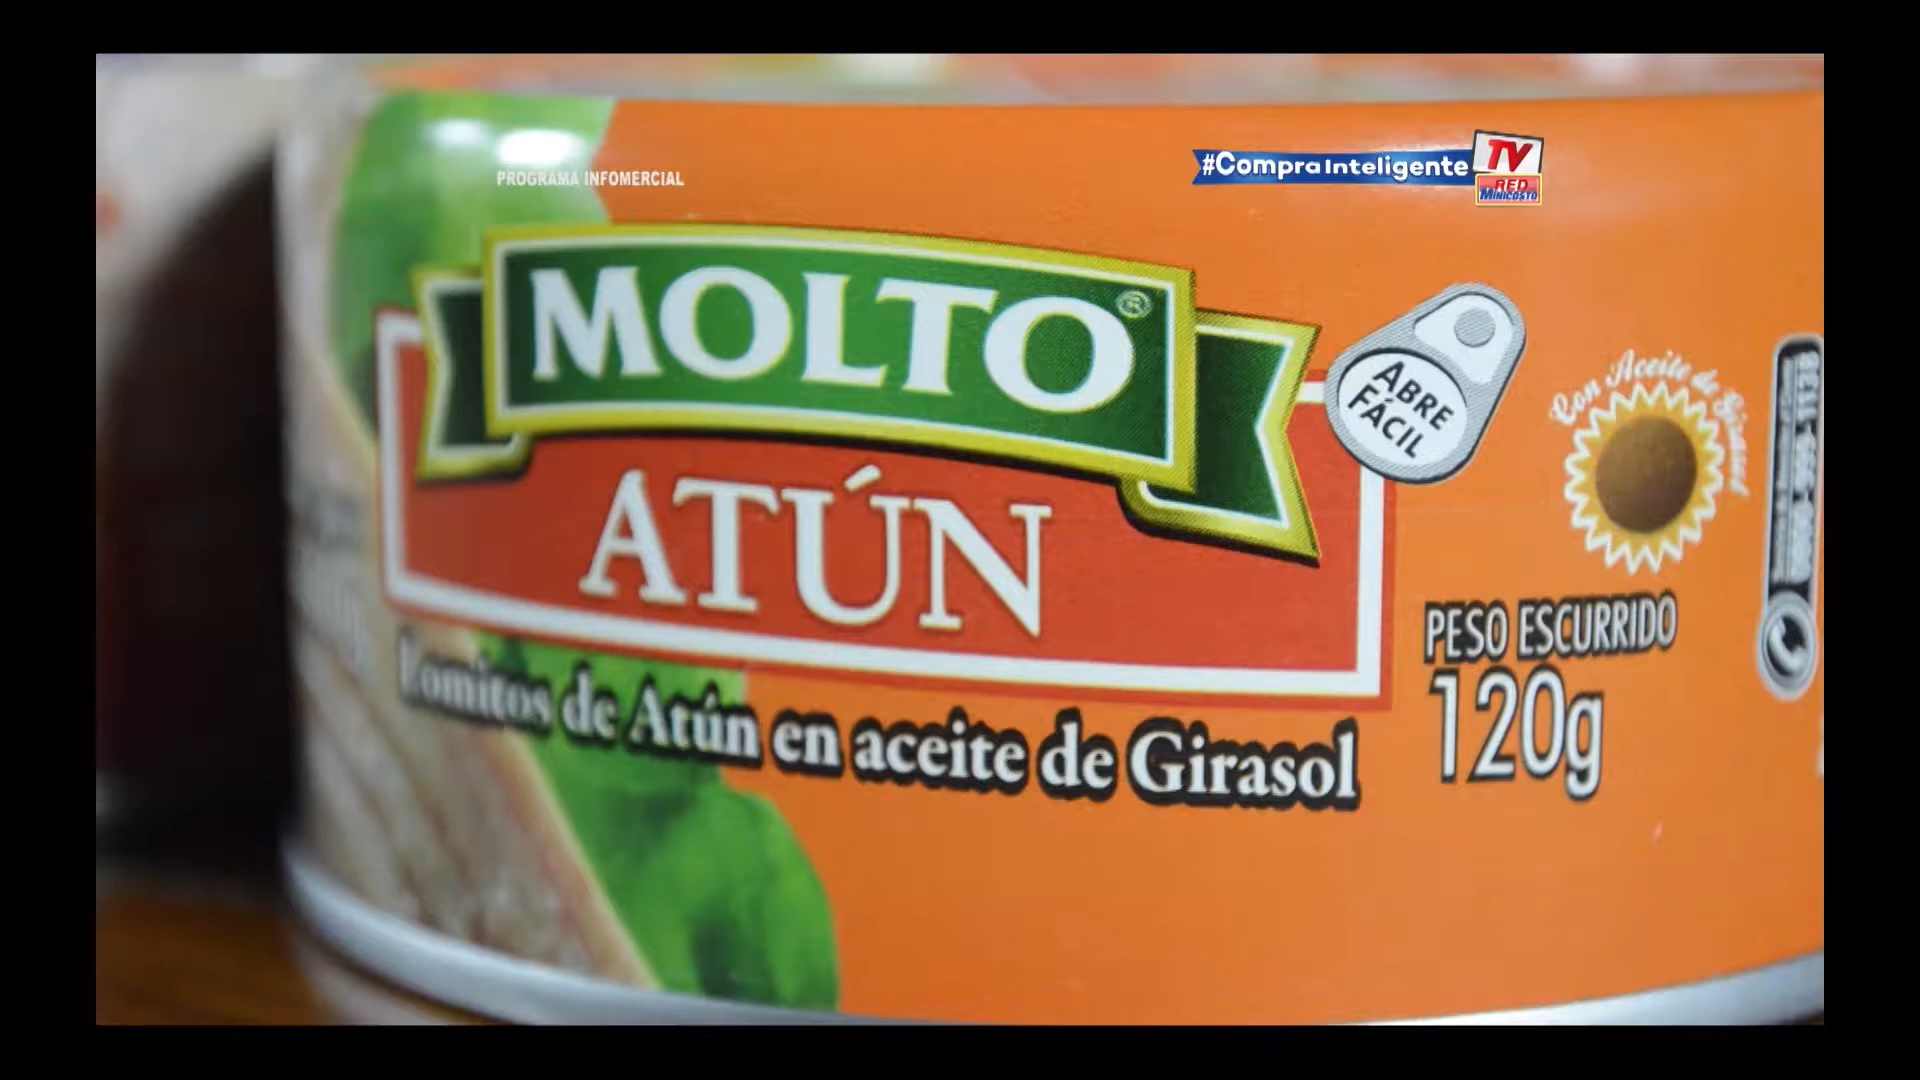 PROGRAMA INFOMERCIAL
#CompraInteligente
TV
RED
MINICOSTO
MOLTO®
ATÚN
ABRE
FÁCIL
Con Aceite de Girasol
Lomitos de Atún en aceite de Girasol
PESO ESCURRIDO
120g